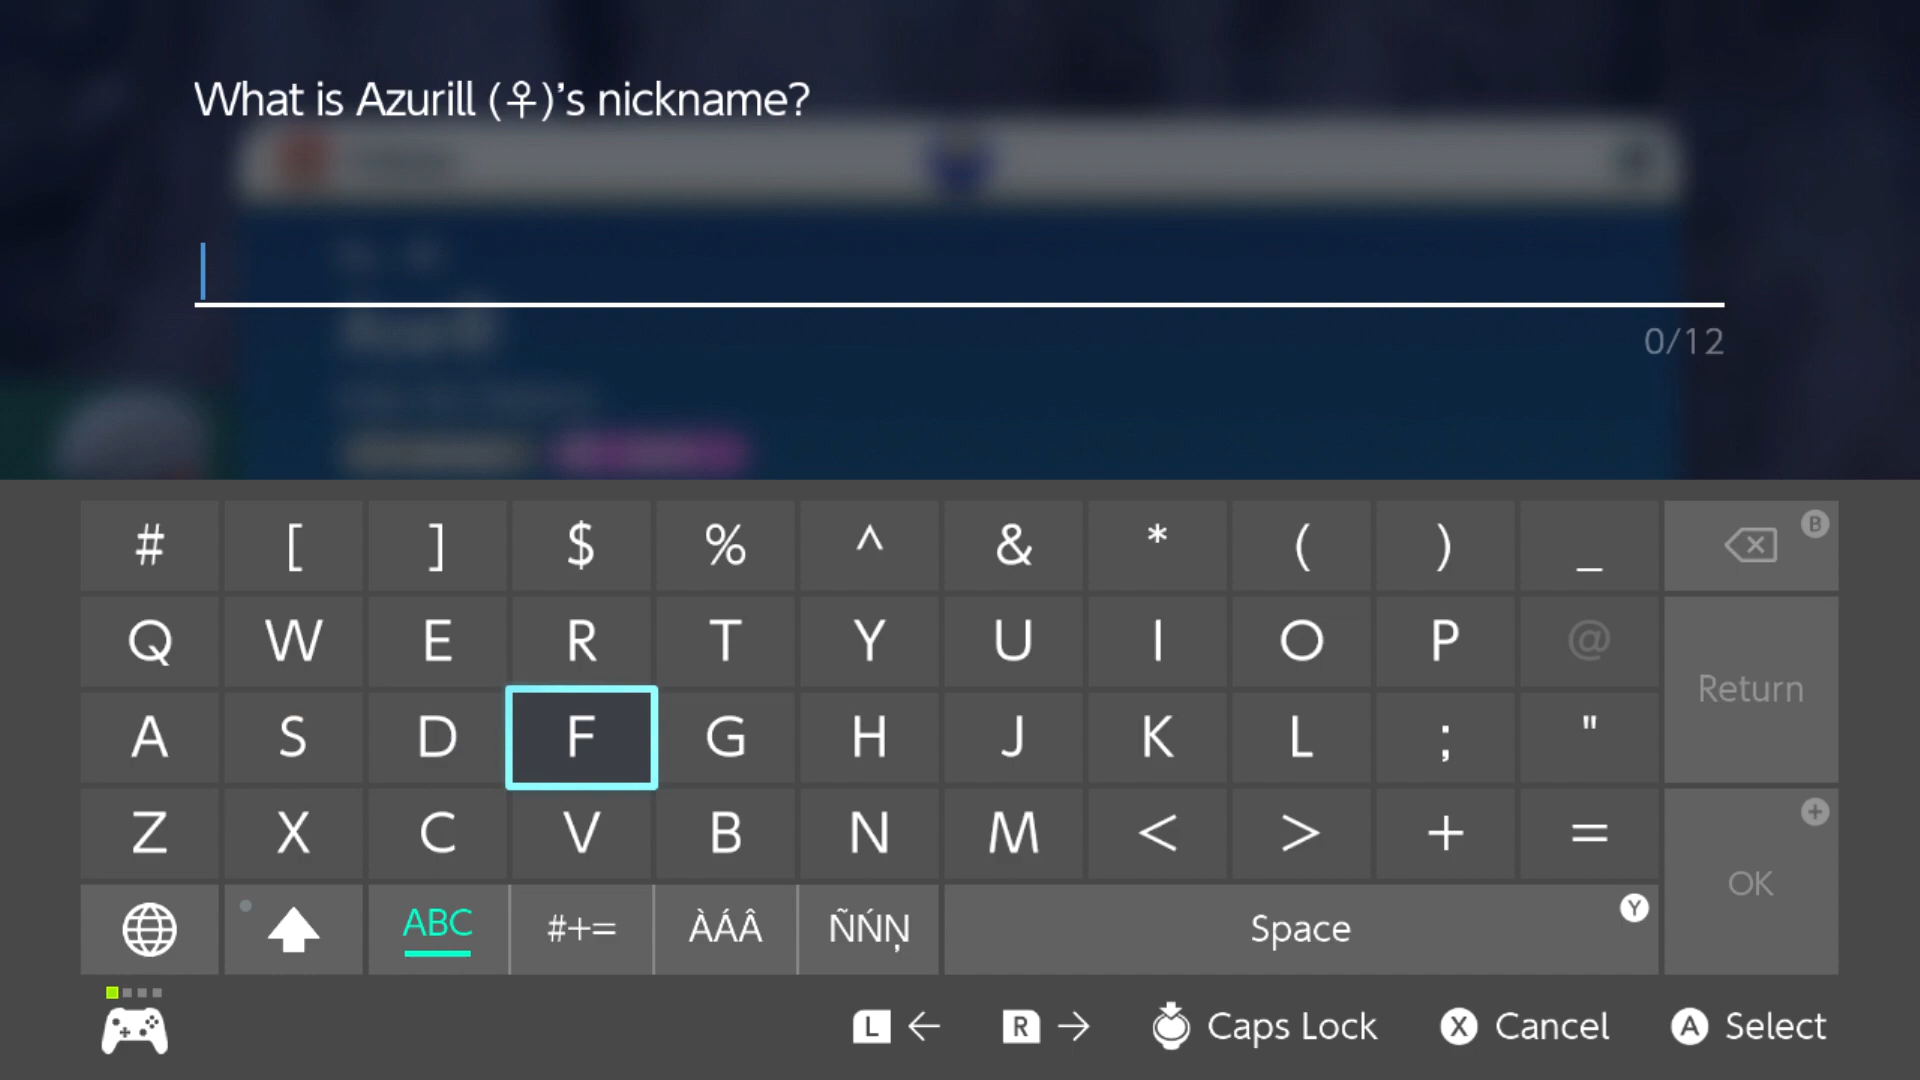 What is Azurill (♀)'s nickname?
0/12
# [ ] $ % ^ & * ( ) _ B
Q W E R T Y U I O P @
Return
A S D F G H J K L ; "
Z X C V B N M < > + =
OK
ABC #+= ÀÁÂ ÑŃŅ Space Y
L ← R → Caps Lock X Cancel A Select